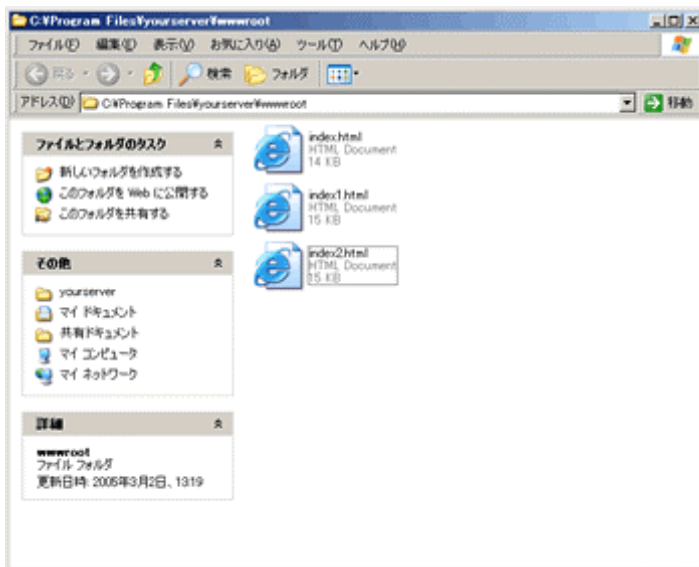 C:¥Program Files¥yourserver¥wwwroot
ファイル(F) 編集(E) 表示(V) お気に入り(A) ツール(T) ヘルプ(H)
戻る 検索 フォルダ
アドレス(D) C:¥Program Files¥yourserver¥wwwroot 移動
ファイルとフォルダのタスク
新しいフォルダを作成する
このフォルダを Web に公開する
このフォルダを共有する
その他
yourserver
マイ ドキュメント
共有ドキュメント
マイ コンピュータ
マイ ネットワーク
詳細
wwwroot
ファイル フォルダ
更新日時: 2005年3月2日、13:19
index.html
HTML Document
14 KB
index1.html
HTML Document
15 KB
index2.html
HTML Document
15 KB